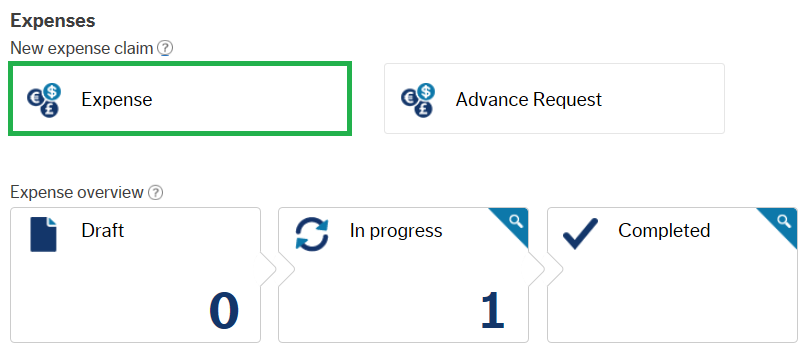 Expenses
New expense claim ?
€ $ £ Expense
€ $ £ Advance Request
Expense overview ?
Draft
In progress
Completed
0
1